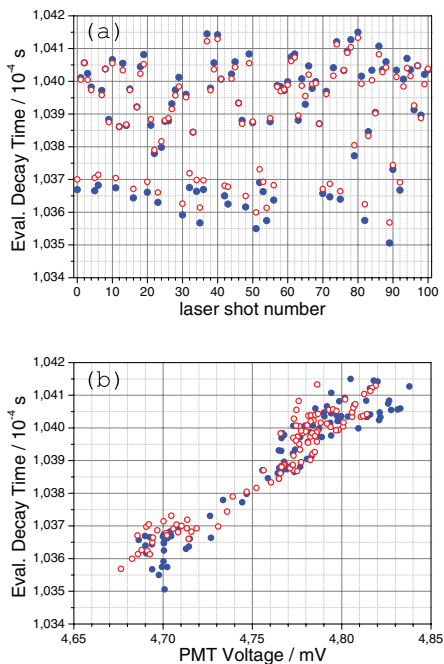 (a)
Eval. Decay Time / 10⁻⁴ s
1,042
1,041
1,040
1,039
1,038
1,037
1,036
1,035
1,034
0 10 20 30 40 50 60 70 80 90 100
laser shot number
(b)
Eval. Decay Time / 10⁻⁴ s
1,042
1,041
1,040
1,039
1,038
1,037
1,036
1,035
1,034
4,65 4,70 4,75 4,80 4,85
PMT Voltage / mV